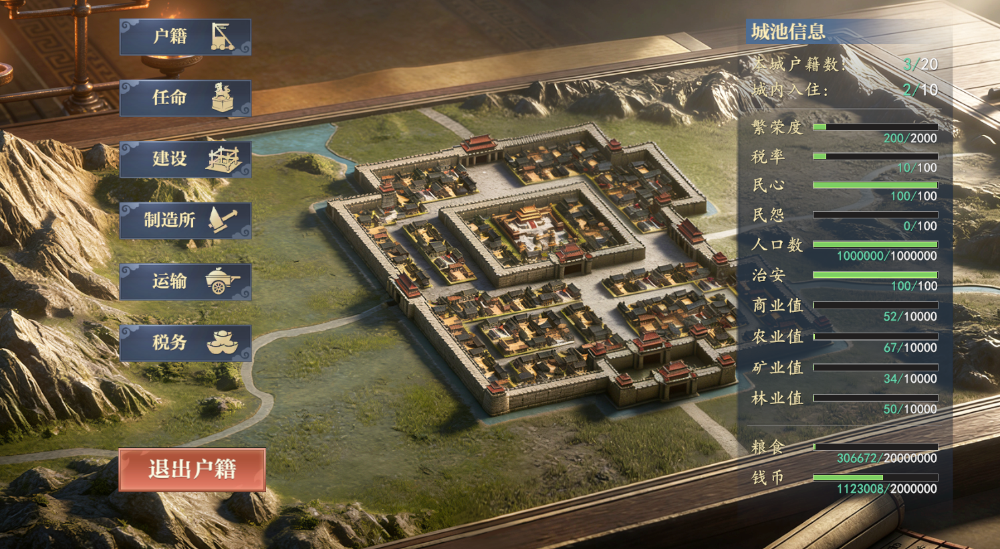 户籍
任命
建设
制造所
运输
税务
退出户籍
城池信息
本城户籍数: 3/20
城内入住: 2/10
繁荣度 200/2000
税率 10/100
民心 100/100
民怨 0/100
人口数 1000000/1000000
治安 100/100
商业值 52/10000
农业值 67/10000
矿业值 34/10000
林业值 50/10000
粮食 306672/20000000
钱币 1123008/2000000